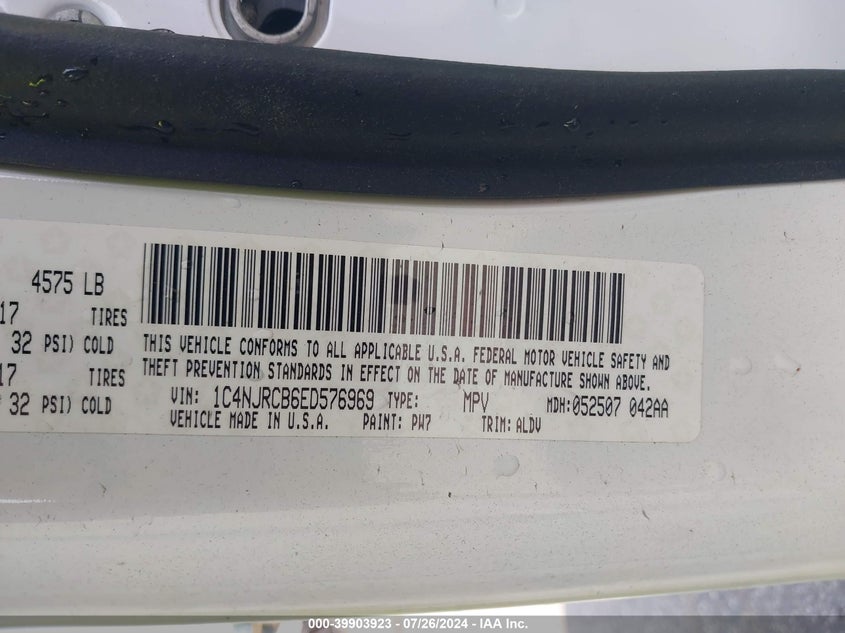 4575 LB
17 TIRES
32 PSI) COLD
17 TIRES
32 PSI) COLD
THIS VEHICLE CONFORMS TO ALL APPLICABLE U.S.A. FEDERAL MOTOR VEHICLE SAFETY AND
THEFT PREVENTION STANDARDS IN EFFECT ON THE DATE OF MANUFACTURE SHOWN ABOVE.
VIN: 1C4NJRCB6ED576969 TYPE: MPV MDH:052507 042AA
VEHICLE MADE IN U.S.A. PAINT: PW7 TRIM: ALDV
000-39903923 - 07/26/2024 - IAA Inc.